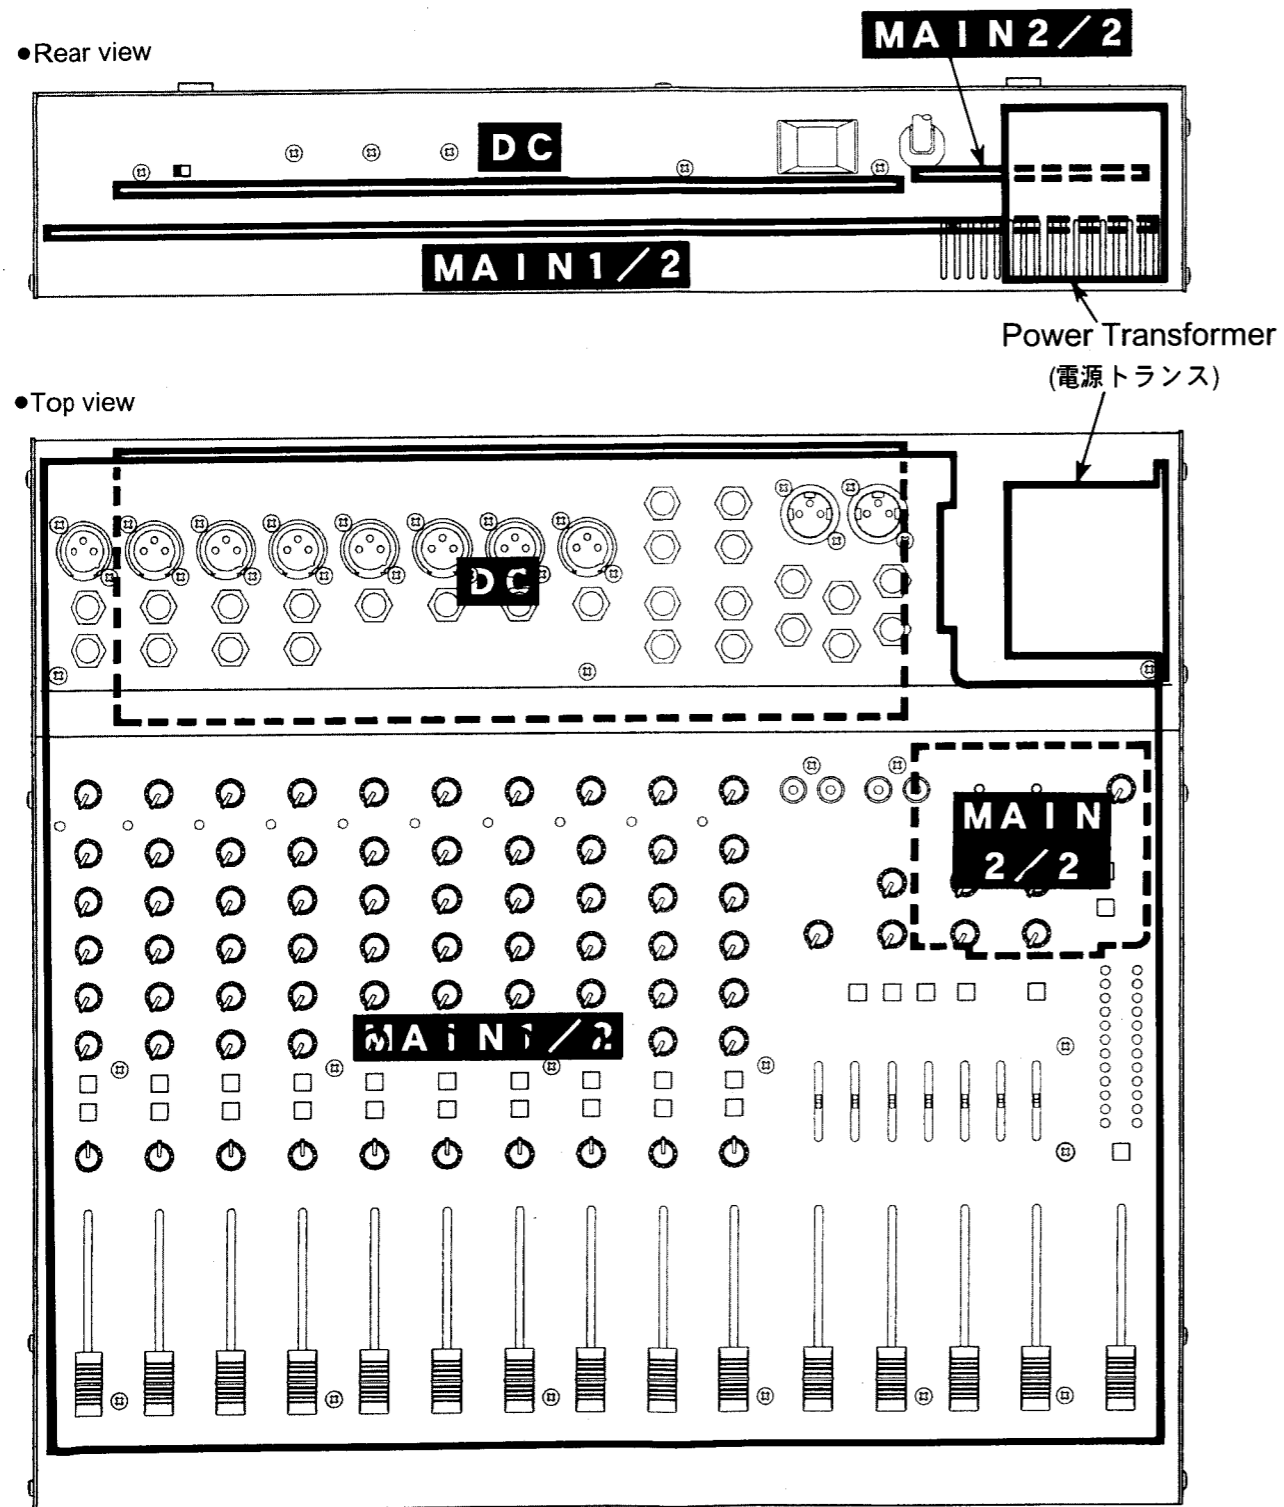 ●Rear view
MAIN2/2
DC
MAIN1/2
Power Transformer
(電源トランス)
●Top view
DC
MAIN
2/2
MAIN1/2